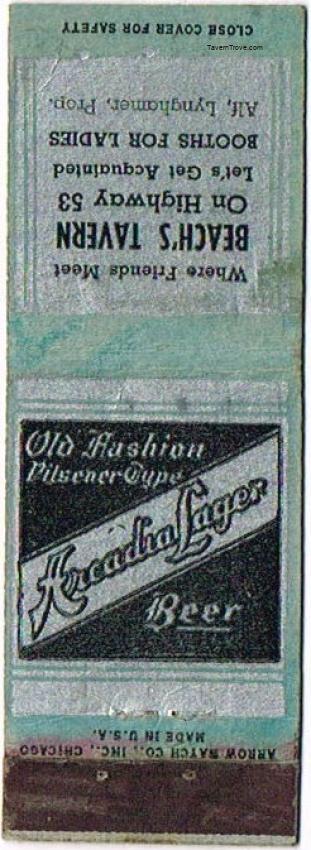 CLOSE COVER FOR SAFETY
TavernTrove.com
Where Friends Meet
BEACH'S TAVERN
On Highway 53
Let's Get Acquainted
BOOTHS FOR LADIES
Alf, Lynghamer, Prop.
Old Fashion
Pilsener Type
Arcadia Lager
Beer
ARROW MATCH CO., INC., CHICAGO
MADE IN U.S.A.